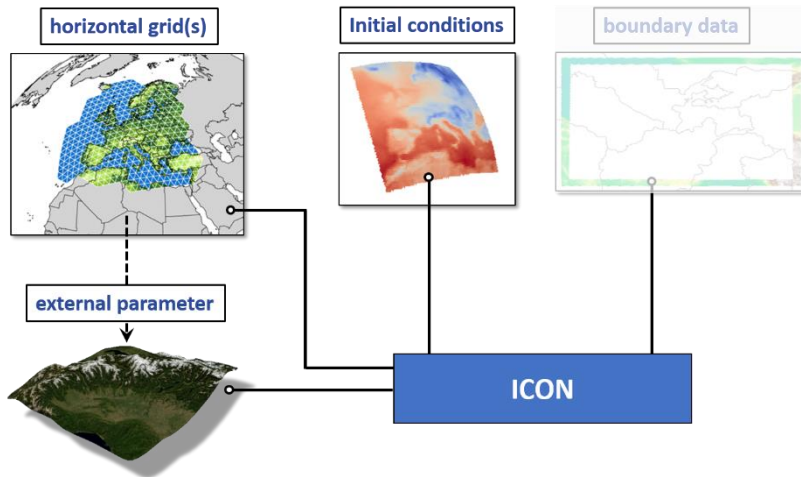 horizontal grid(s)
Initial conditions
boundary data
external parameter
ICON